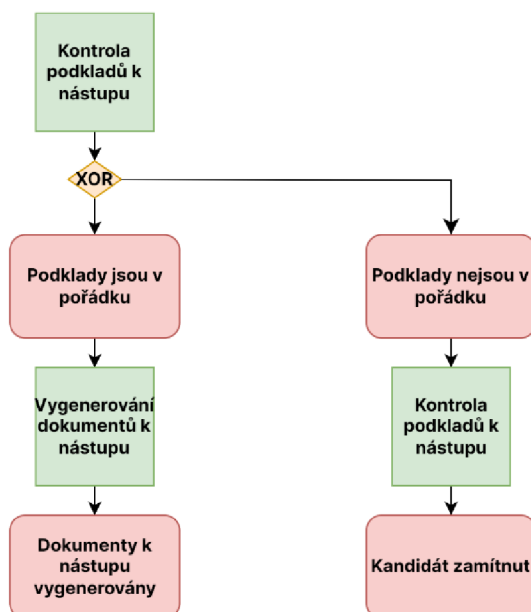 Kontrola
podkladů k
nástupu
XOR
Podklady jsou v
pořádku
Podklady nejsou v
pořádku
Vygenerování
dokumentů k
nástupu
Kontrola
podkladů k
nástupu
Dokumenty k
nástupu
vygenerovány
Kandidát zamítnut